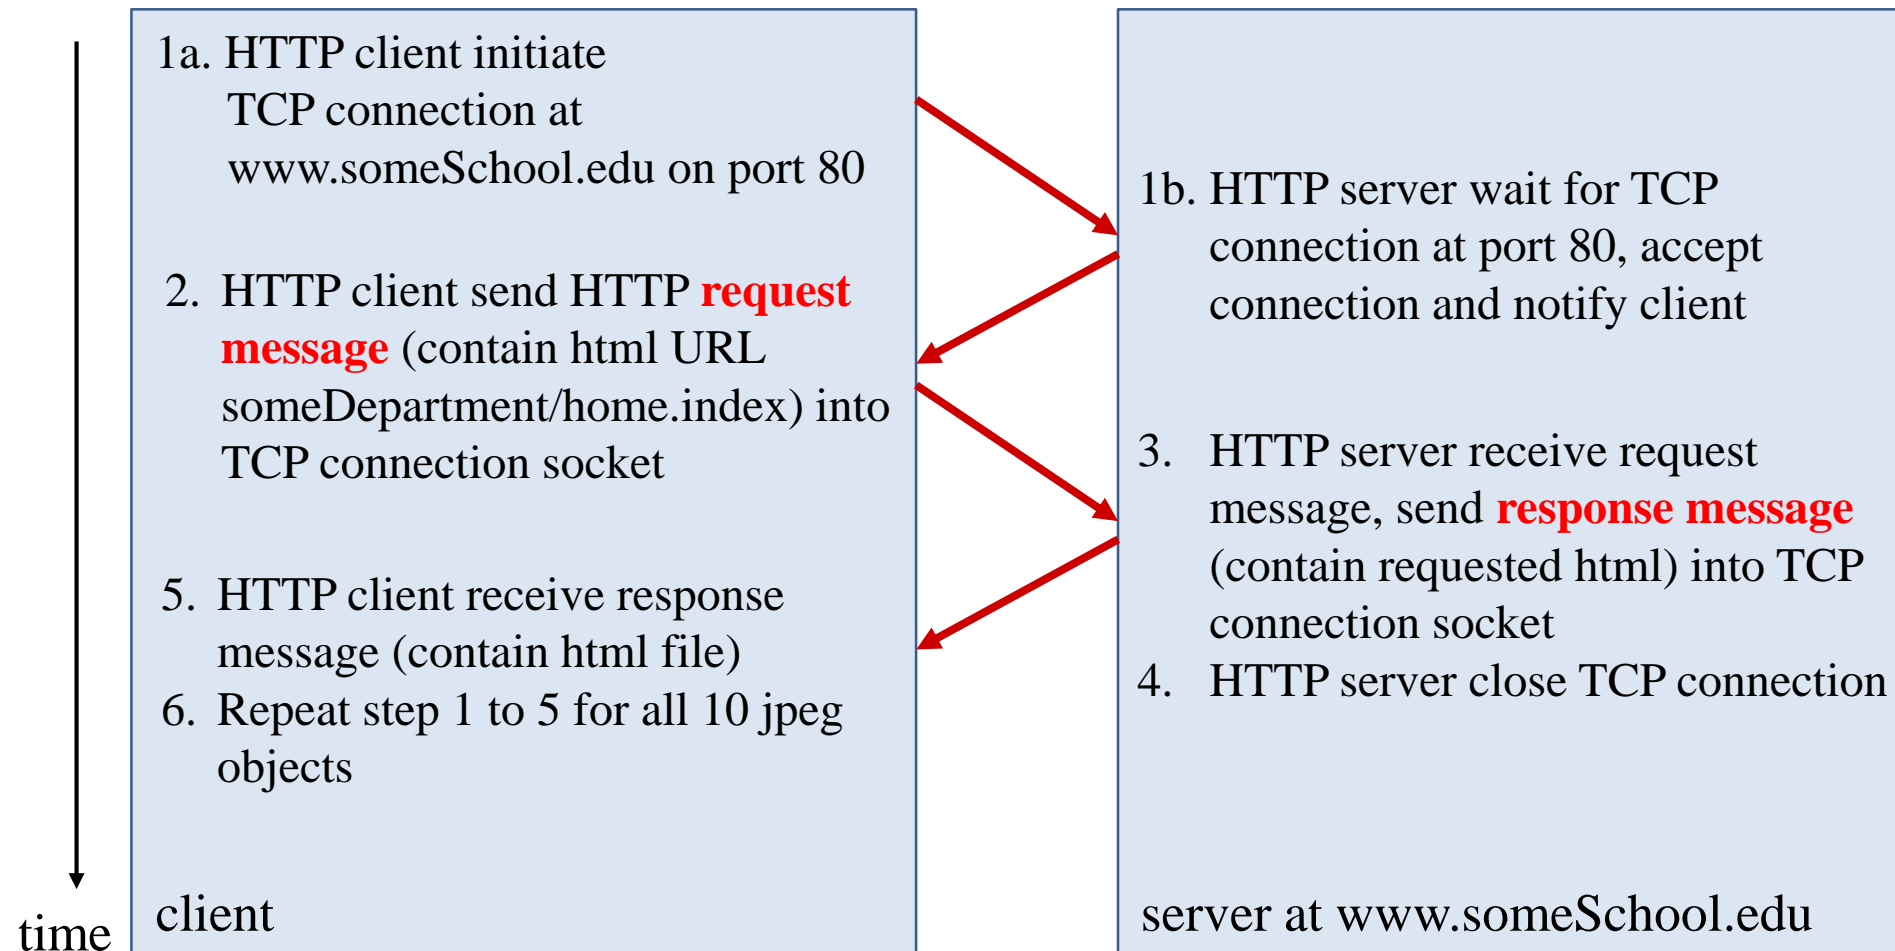 1a. HTTP client initiate
TCP connection at
www.someSchool.edu on port 80
2. HTTP client send HTTP request
message (contain html URL
someDepartment/home.index) into
TCP connection socket
5. HTTP client receive response
message (contain html file)
6. Repeat step 1 to 5 for all 10 jpeg
objects
client
1b. HTTP server wait for TCP
connection at port 80, accept
connection and notify client
3. HTTP server receive request
message, send response message
(contain requested html) into TCP
connection socket
4. HTTP server close TCP connection
server at www.someSchool.edu
time